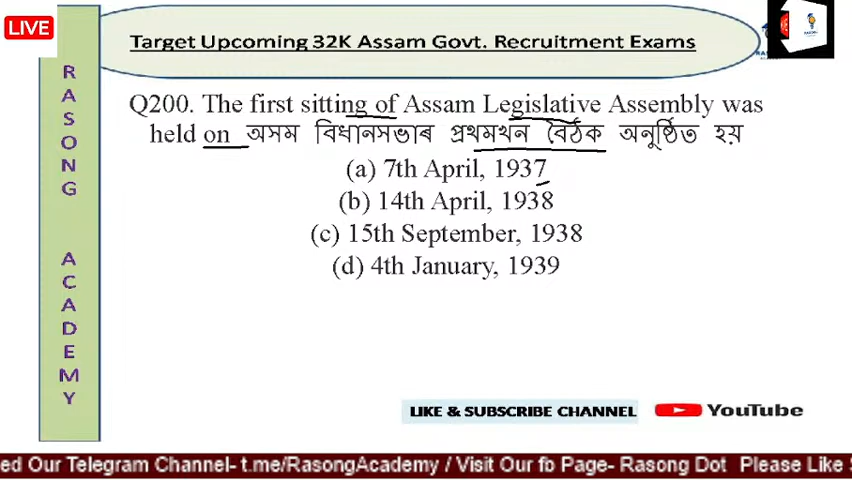 LIVE
Target Upcoming 32K Assam Govt. Recruitment Exams
RASONG ACADEMY
Q200. The first sitting of Assam Legislative Assembly was
held on অসম বিধানসভাৰ প্ৰথমখন বৈঠক অনুষ্ঠিত হয়
(a) 7th April, 1937
(b) 14th April, 1938
(c) 15th September, 1938
(d) 4th January, 1939
LIKE & SUBSCRIBE CHANNEL YouTube
ed Our Telegram Channel- t.me/RasongAcademy / Visit Our fb Page- Rasong Dot Please Like